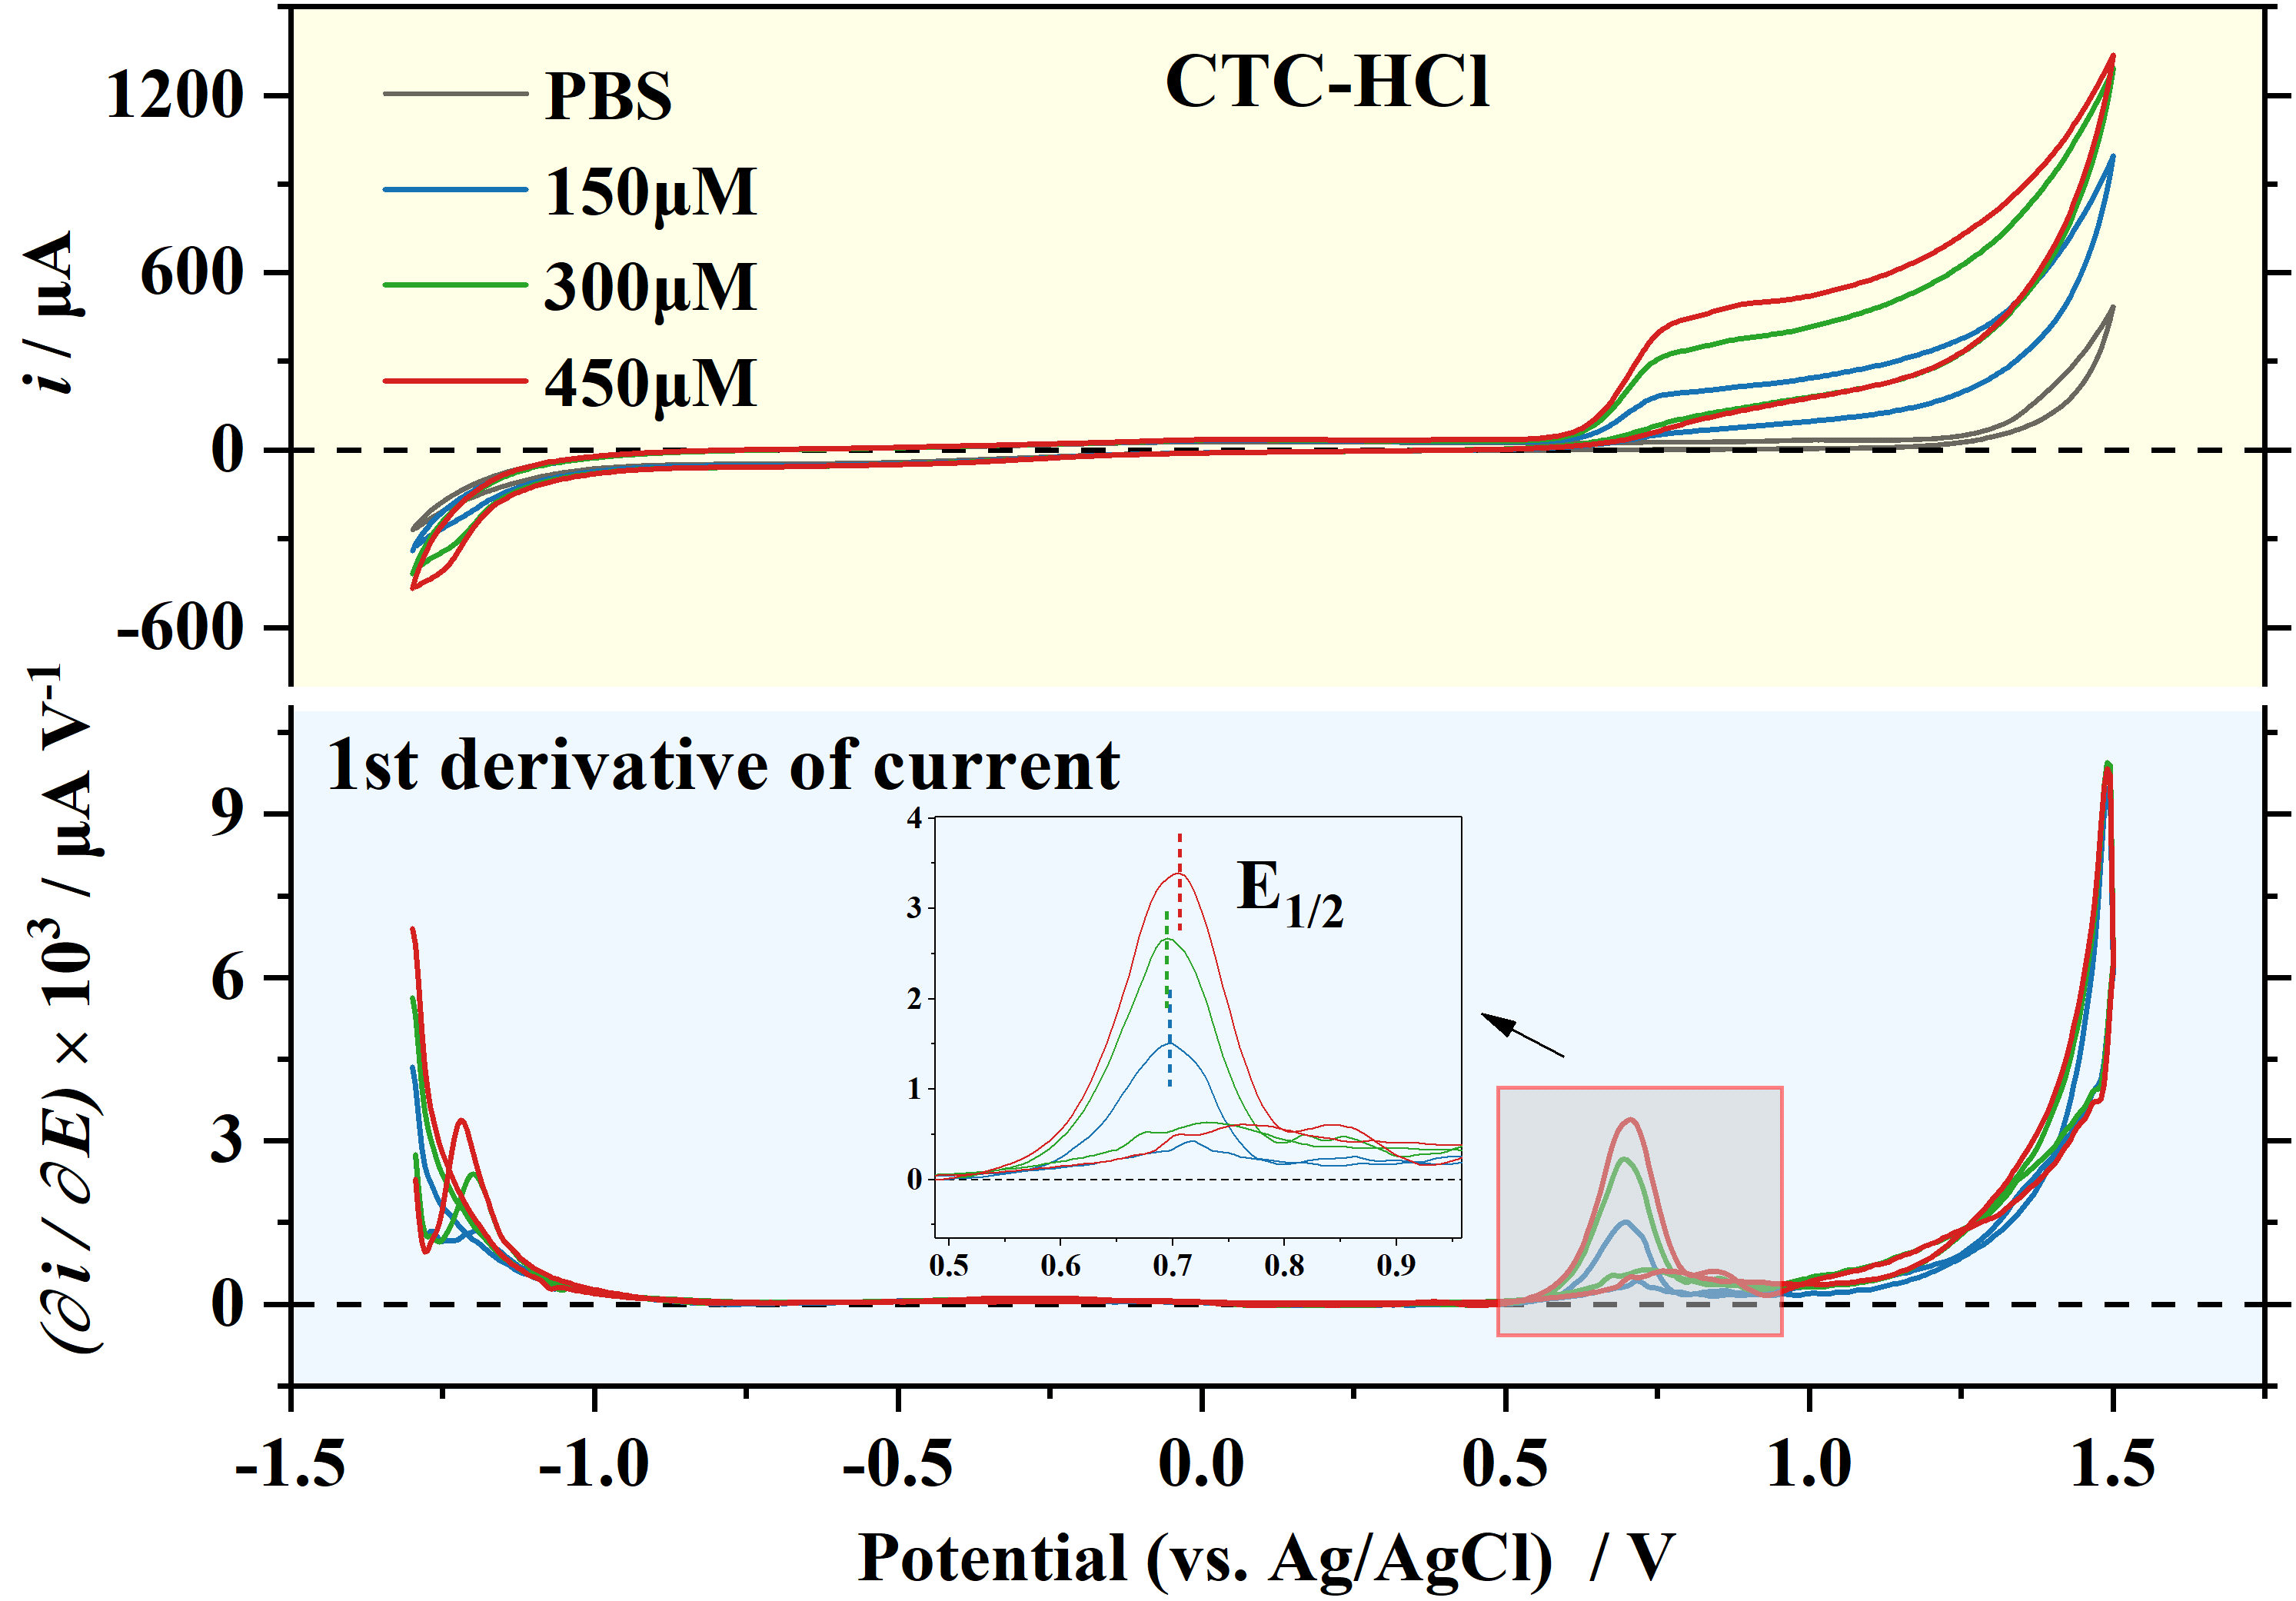 CTC-HCl
PBS
150μM
300μM
450μM
1200
600
0
-600
i / μA
1st derivative of current
9
6
3
0
(∂i / ∂E) × 10³ / μA V⁻¹
E1/2
4
3
2
1
0
0.5 0.6 0.7 0.8 0.9
-1.5 -1.0 -0.5 0.0 0.5 1.0 1.5
Potential (vs. Ag/AgCl) / V